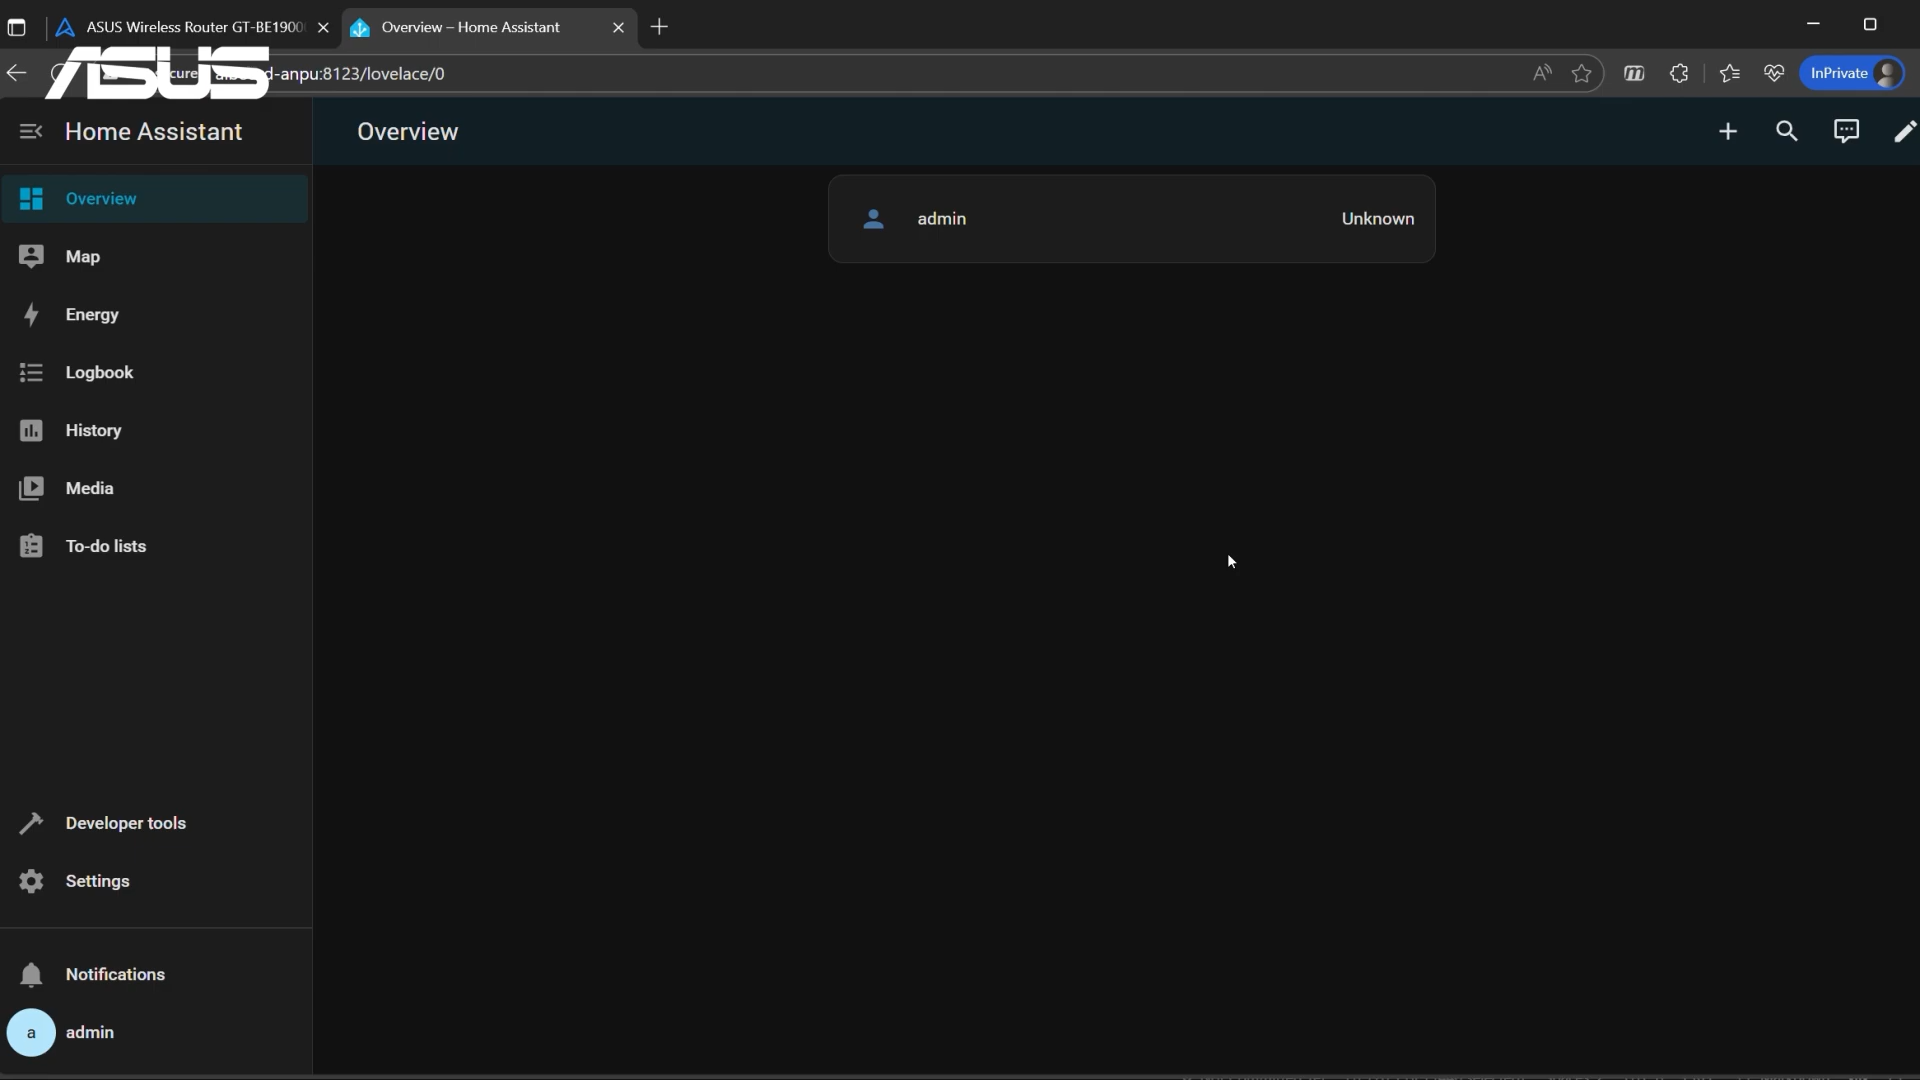 ASUS Wireless Router GT-BE1900
Overview – Home Assistant
ASUS
-anpu:8123/lovelace/0
InPrivate
Home Assistant
Overview
Overview
admin
Unknown
Map
Energy
Logbook
History
Media
To-do lists
Developer tools
Settings
Notifications
a
admin